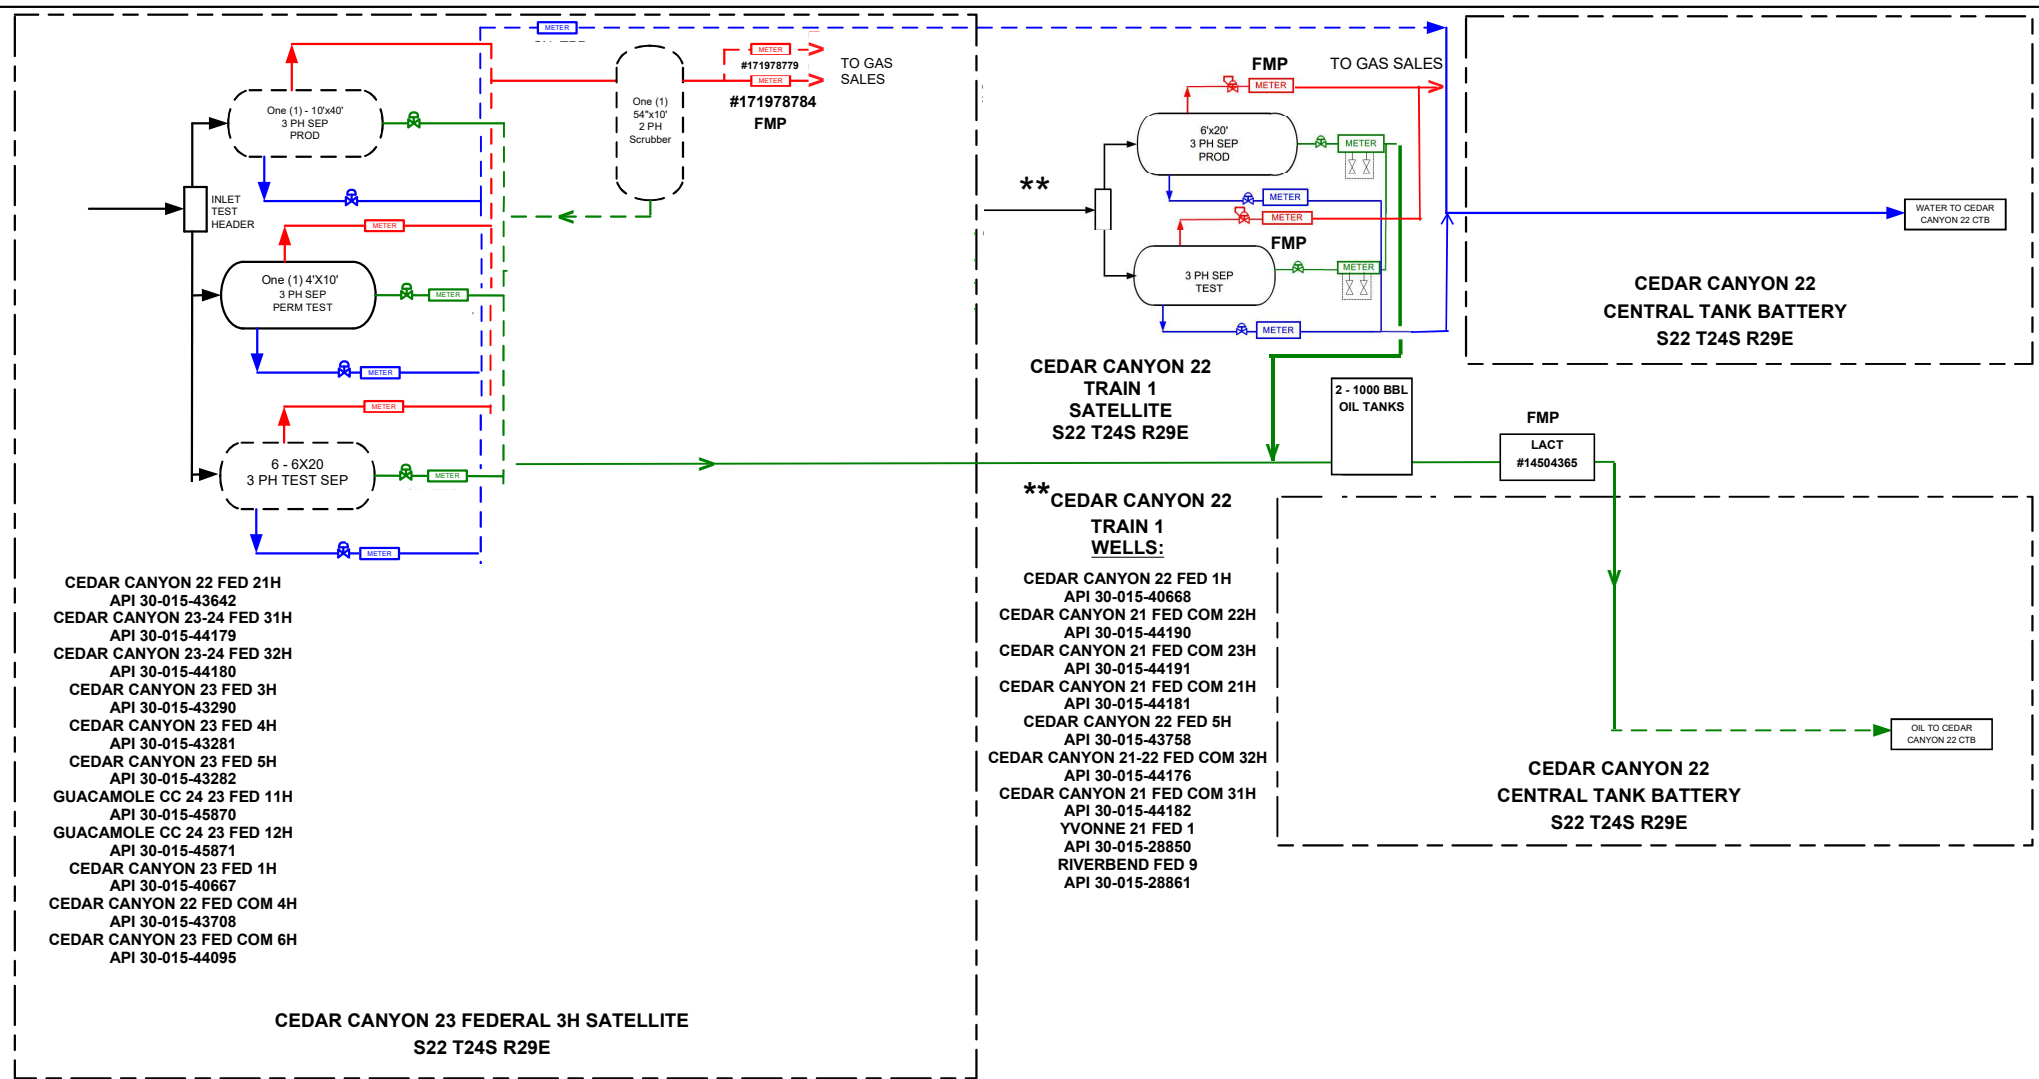 METER
METER
#171978779
METER
TO GAS
SALES
#171978784
FMP
One (1) - 10'x40'
3 PH SEP
PROD
One (1)
54"x10'
2 PH
Scrubber
INLET
TEST
HEADER
METER
One (1) 4'X10'
3 PH SEP
PERM TEST
METER
METER
METER
6 - 6X20
3 PH TEST SEP
METER
METER
CEDAR CANYON 22 FED 21H
API 30-015-43642
CEDAR CANYON 23-24 FED 31H
API 30-015-44179
CEDAR CANYON 23-24 FED 32H
API 30-015-44180
CEDAR CANYON 23 FED 3H
API 30-015-43290
CEDAR CANYON 23 FED 4H
API 30-015-43281
CEDAR CANYON 23 FED 5H
API 30-015-43282
GUACAMOLE CC 24 23 FED 11H
API 30-015-45870
GUACAMOLE CC 24 23 FED 12H
API 30-015-45871
CEDAR CANYON 23 FED 1H
API 30-015-40667
CEDAR CANYON 22 FED COM 4H
API 30-015-43708
CEDAR CANYON 23 FED COM 6H
API 30-015-44095
CEDAR CANYON 23 FEDERAL 3H SATELLITE
S22 T24S R29E
FMP
TO GAS SALES
METER
6'x20'
3 PH SEP
PROD
METER
**
METER
METER
FMP
3 PH SEP
TEST
METER
METER
CEDAR CANYON 22
TRAIN 1
SATELLITE
S22 T24S R29E
WATER TO CEDAR
CANYON 22 CTB
CEDAR CANYON 22
CENTRAL TANK BATTERY
S22 T24S R29E
2 - 1000 BBL
OIL TANKS
FMP
LACT
#14504365
**CEDAR CANYON 22
TRAIN 1
WELLS:
CEDAR CANYON 22 FED 1H
API 30-015-40668
CEDAR CANYON 21 FED COM 22H
API 30-015-44190
CEDAR CANYON 21 FED COM 23H
API 30-015-44191
CEDAR CANYON 21 FED COM 21H
API 30-015-44181
CEDAR CANYON 22 FED 5H
API 30-015-43758
CEDAR CANYON 21-22 FED COM 32H
API 30-015-44176
CEDAR CANYON 21 FED COM 31H
API 30-015-44182
YVONNE 21 FED 1
API 30-015-28850
RIVERBEND FED 9
API 30-015-28861
OIL TO CEDAR
CANYON 22 CTB
CEDAR CANYON 22
CENTRAL TANK BATTERY
S22 T24S R29E